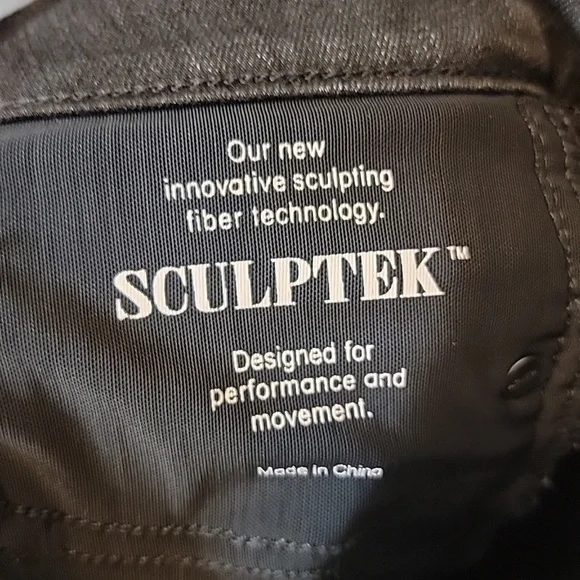 Our new
innovative sculpting
fiber technology.
SCULPTEK™
Designed for
performance and
movement.
Made in China